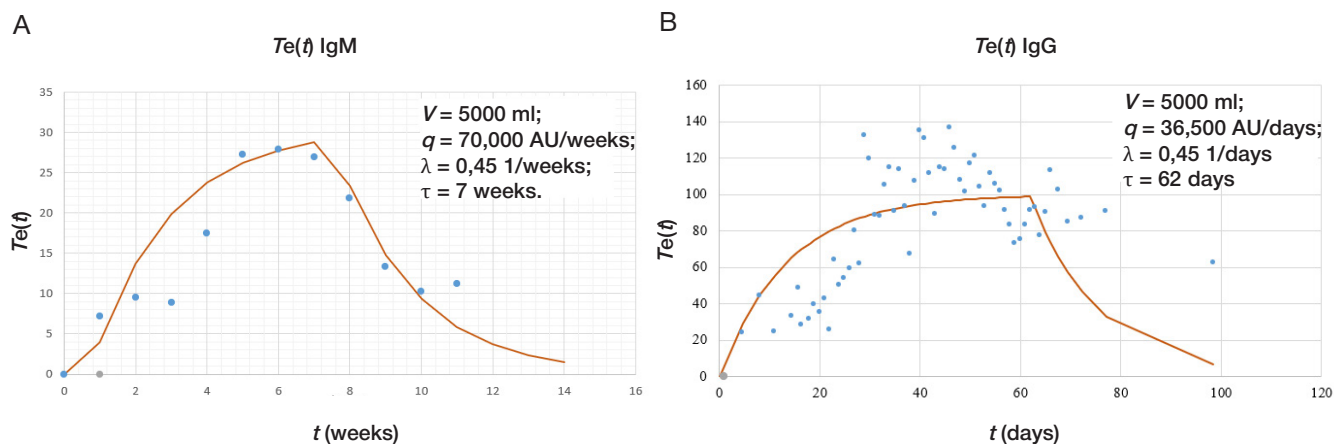 A
Te(t) IgM
V = 5000 ml;
q = 70,000 AU/weeks;
λ = 0,45 1/weeks;
τ = 7 weeks.
35
30
25
20
15
10
5
0
Te(t)
0 2 4 6 8 10 12 14 16
t (weeks)
B
Te(t) IgG
V = 5000 ml;
q = 36,500 AU/days;
λ = 0,45 1/days
τ = 62 days
160
140
120
100
80
60
40
20
0
Te(t)
0 20 40 60 80 100 120
t (days)